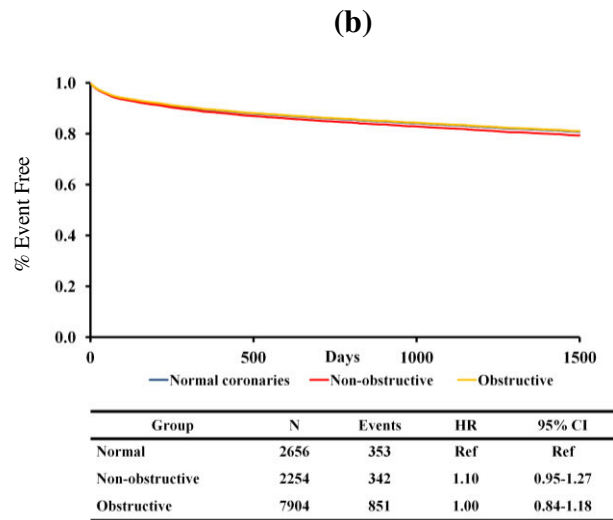 (b)
% Event Free
1.0
0.8
0.6
0.4
0.2
0.0
0 500 Days 1000 1500
Normal coronaries Non-obstructive Obstructive
Group N Events HR 95% CI
Normal 2656 353 Ref Ref
Non-obstructive 2254 342 1.10 0.95-1.27
Obstructive 7904 851 1.00 0.84-1.18